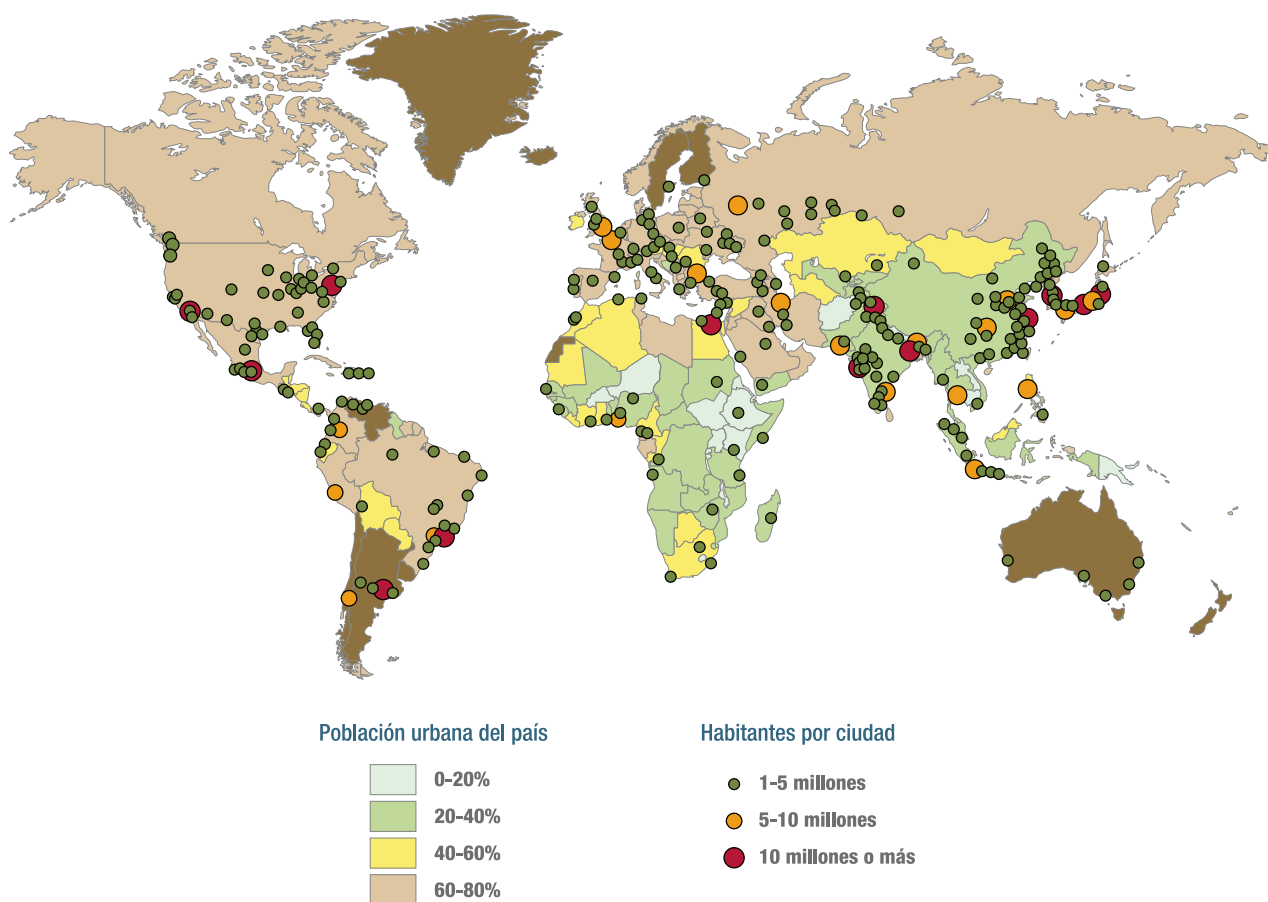 Población urbana del país
0-20%
20-40%
40-60%
60-80%
Habitantes por ciudad
1-5 millones
5-10 millones
10 millones o más